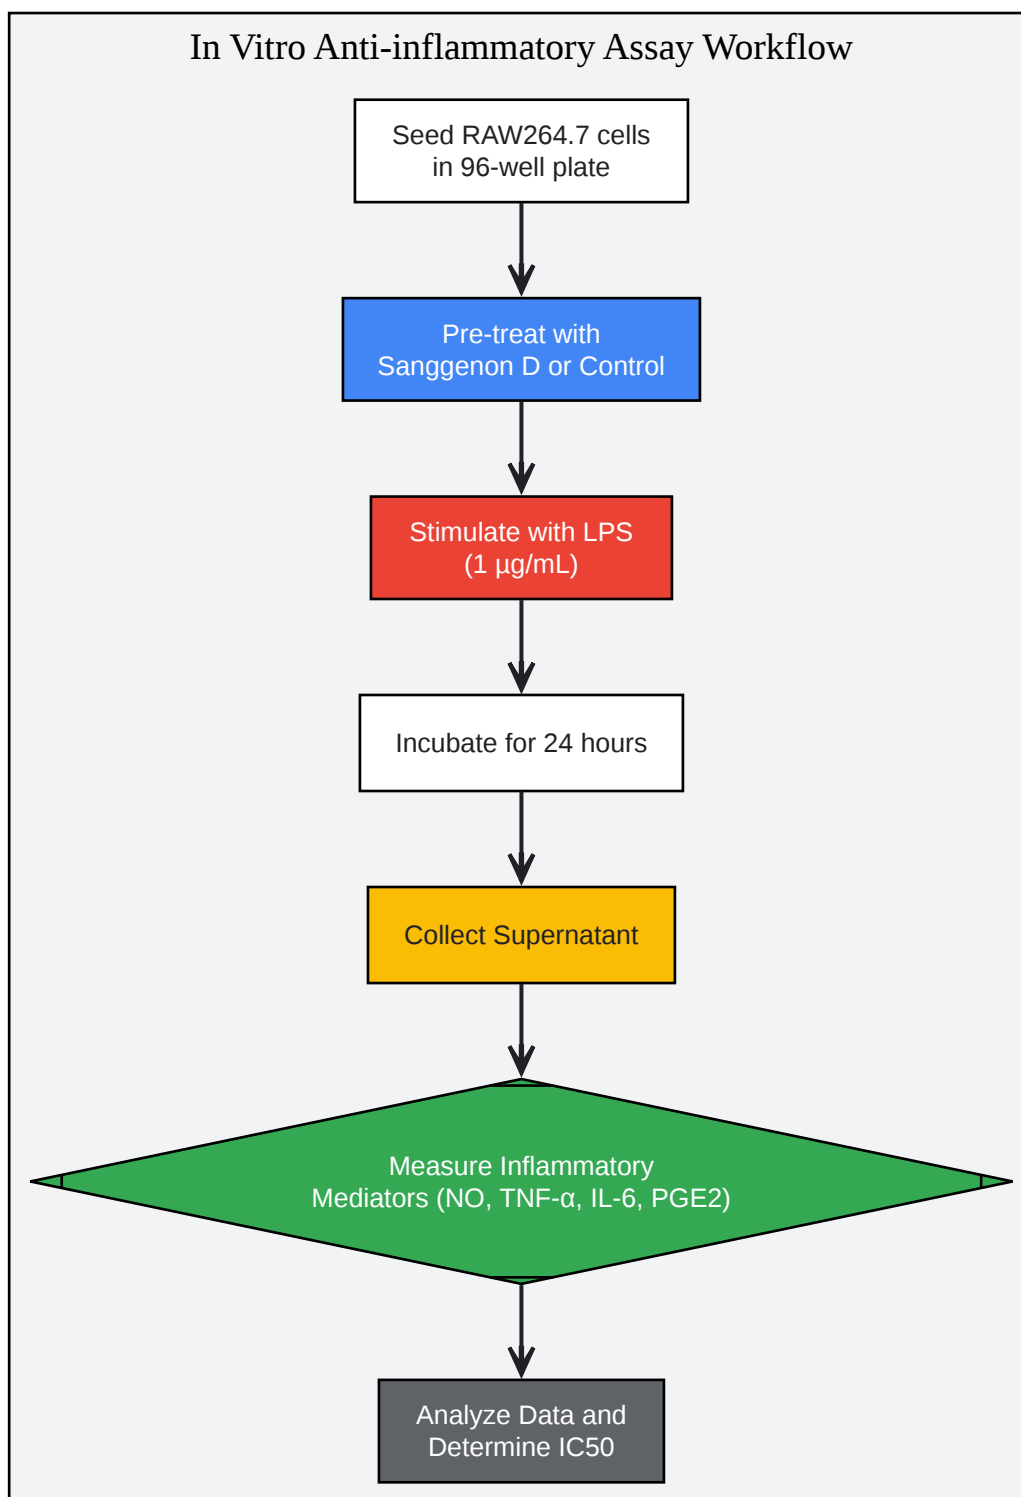 In Vitro Anti-inflammatory Assay Workflow
Seed RAW264.7 cells
in 96-well plate
Pre-treat with
Sanggenon D or Control
Stimulate with LPS
(1 µg/mL)
Incubate for 24 hours
Collect Supernatant
Measure Inflammatory
Mediators (NO, TNF-α, IL-6, PGE2)
Analyze Data and
Determine IC50